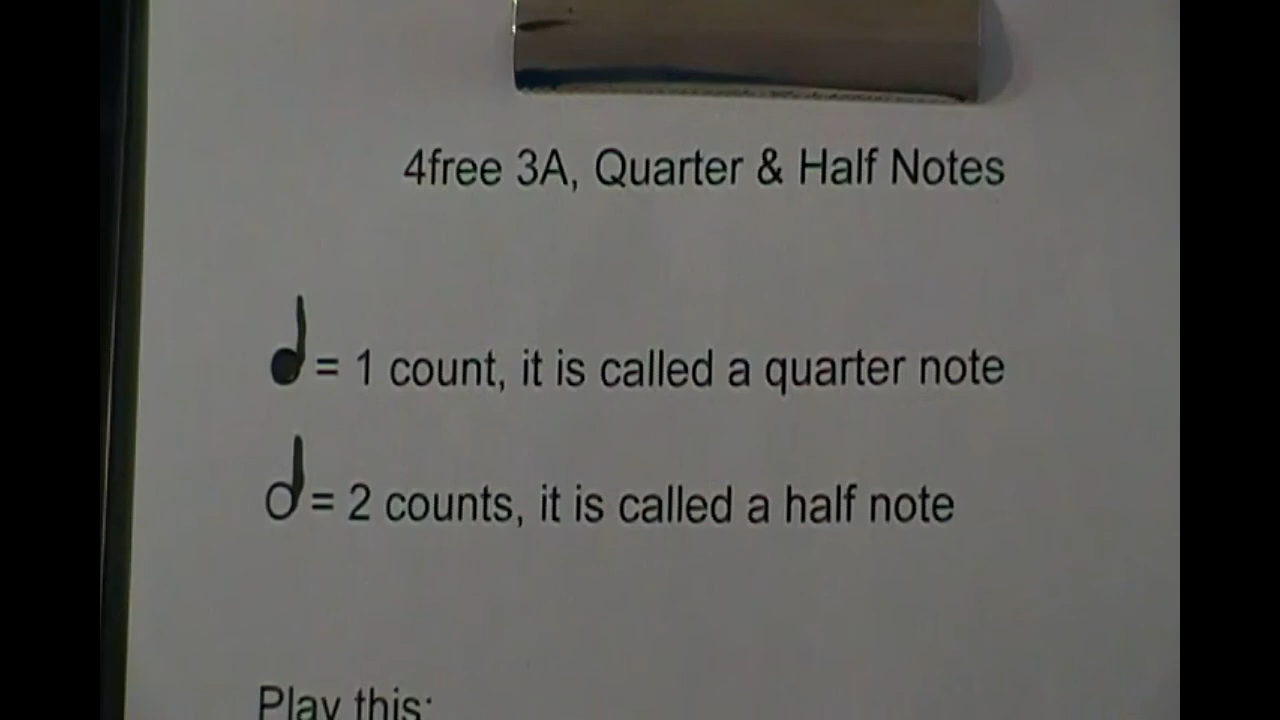 4free 3A, Quarter & Half Notes
= 1 count, it is called a quarter note
= 2 counts, it is called a half note
Play this: